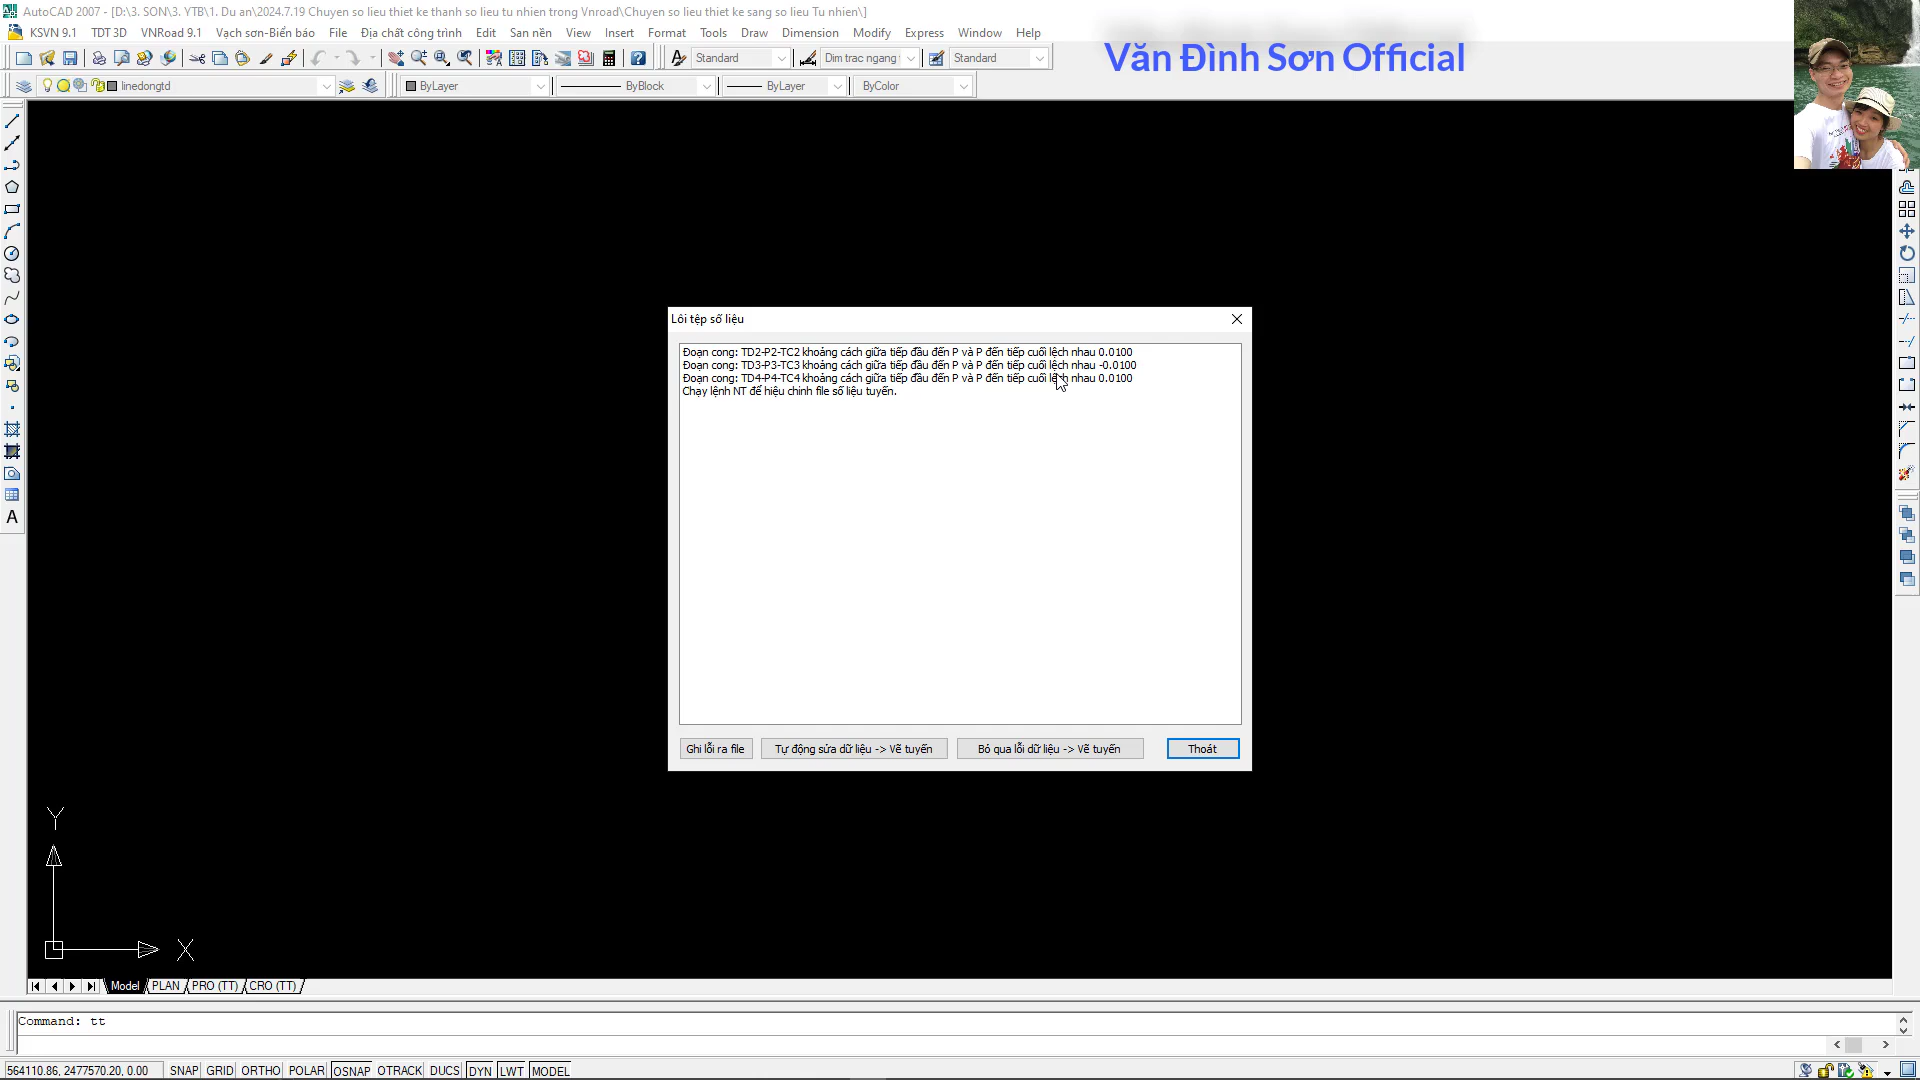 AutoCAD 2007 - [D:\3. SON\3. YTB\1. Du an\2024.7.19 Chuyen so lieu thiet ke thanh so lieu tu nhien trong Vnroad\Chuyen so lieu thiet ke sang so lieu Tu nhien\]
KSVN 9.1 TDT 3D VNRoad 9.1 Vạch sơn-Biển báo File Địa chất công trình Edit San nền View Insert Format Tools Draw Dimension Modify Express Window Help
Văn Đình Sơn Official
Standard Dim trac ngang Standard
linedongtd ByLayer ByBlock ByLayer ByColor
A
Lỗi tệp số liệu
Đoạn cong: TD2-P2-TC2 khoảng cách giữa tiếp đầu đến P và P đến tiếp cuối lệch nhau 0.0100
Đoạn cong: TD3-P3-TC3 khoảng cách giữa tiếp đầu đến P và P đến tiếp cuối lệch nhau -0.0100
Đoạn cong: TD4-P4-TC4 khoảng cách giữa tiếp đầu đến P và P đến tiếp cuối lệch nhau 0.0100
Chạy lệnh NT để hiệu chỉnh file số liệu tuyến.
Ghi lỗi ra file Tự động sửa dữ liệu -> Vẽ tuyến Bỏ qua lỗi dữ liệu -> Vẽ tuyến Thoát
Y
X
Model PLAN PRO (TT) CRO (TT)
Command: tt
564110.86, 2477570.20, 0.00 SNAP GRID ORTHO POLAR OSNAP OTRACK DUCS DYN LWT MODEL